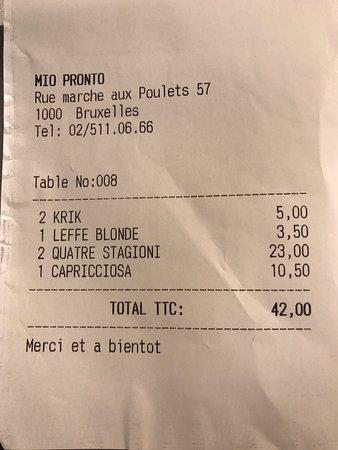 MIO PRONTO
Rue marche aux Poulets 57
1000 Bruxelles
Tel: 02/511.06.66
Table No:008
2 KRIK 5,00
1 LEFFE BLONDE 3,50
2 QUATRE STAGIONI 23,00
1 CAPRICCIOSA 10,50
TOTAL TTC: 42,00
Merci et a bientot